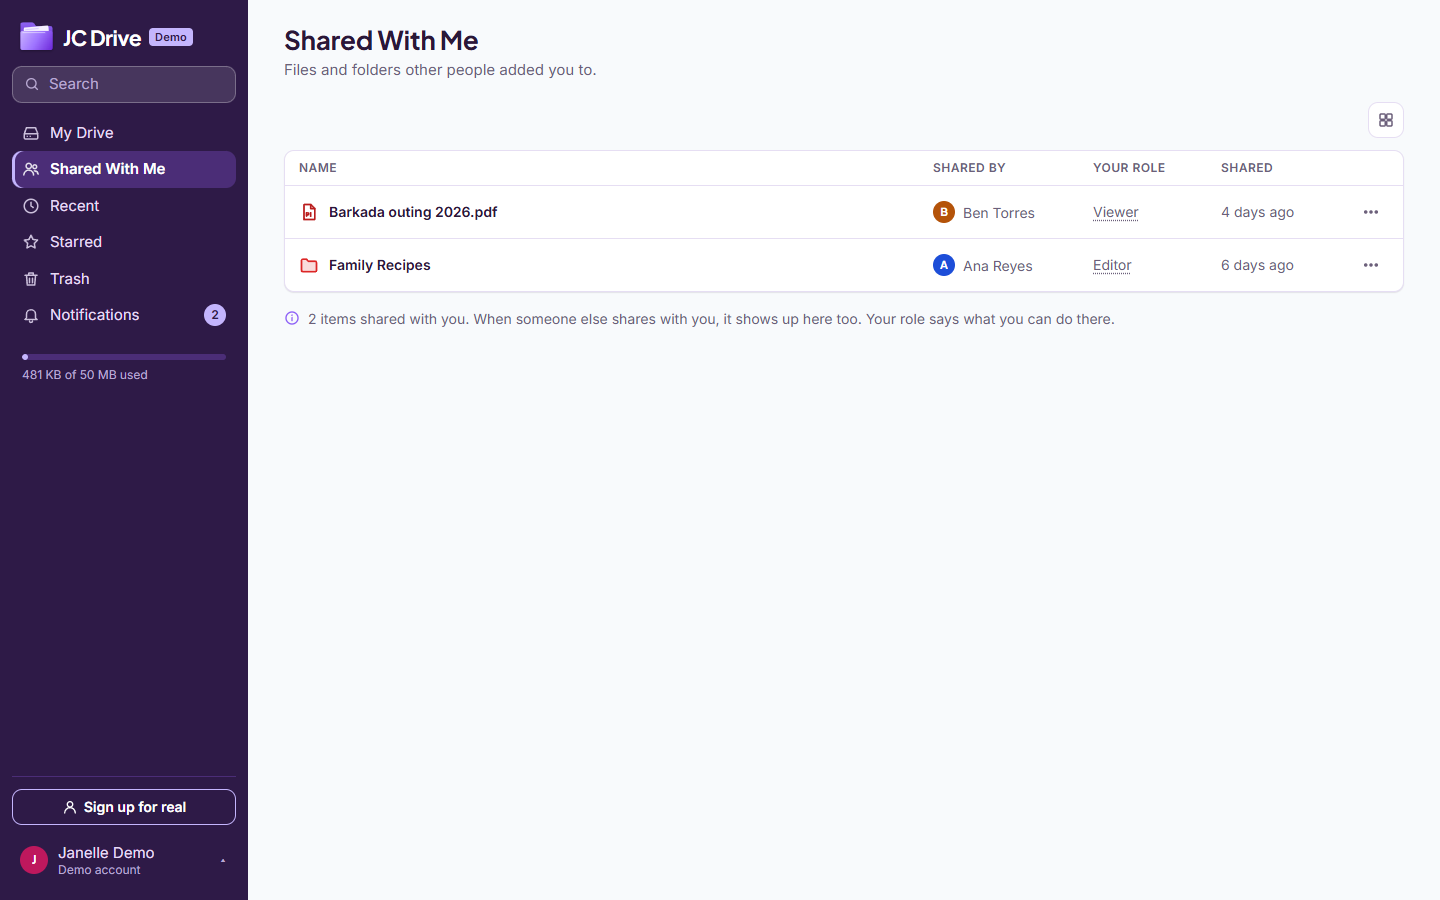 JC Drive Demo
Search
My Drive
Shared With Me
Recent
Starred
Trash
Notifications 2
481 KB of 50 MB used
Sign up for real
J
Janelle Demo
Demo account
Shared With Me
Files and folders other people added you to.
NAME SHARED BY YOUR ROLE SHARED
Barkada outing 2026.pdf B Ben Torres Viewer 4 days ago
Family Recipes A Ana Reyes Editor 6 days ago
2 items shared with you. When someone else shares with you, it shows up here too. Your role says what you can do there.